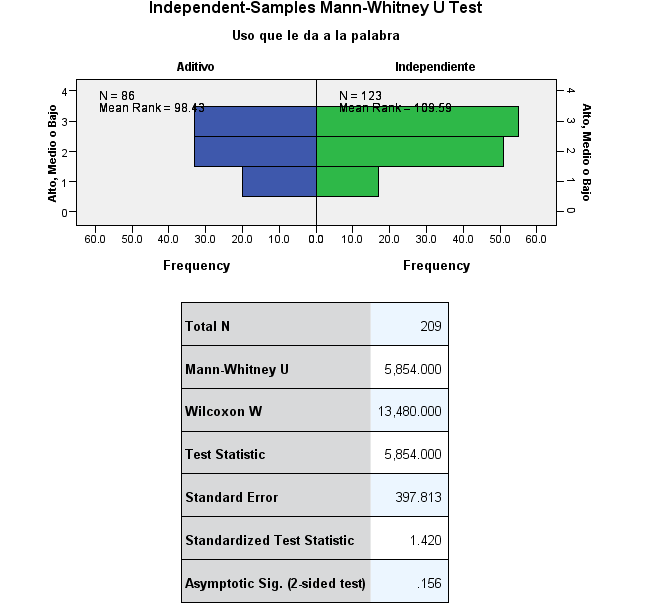 Independent-Samples Mann-Whitney U Test
Uso que le da a la palabra
Aditivo Independiente
N = 86 N = 123
Mean Rank = 98.43 Mean Rank = 109.59
Alto, Medio o Bajo
4 4
3 3
2 2
1 1
0 0
Alto, Medio o Bajo
60.0 50.0 40.0 30.0 20.0 10.0 0.0 10.0 20.0 30.0 40.0 50.0 60.0
Frequency Frequency
Total N 209
Mann-Whitney U 5,854.000
Wilcoxon W 13,480.000
Test Statistic 5,854.000
Standard Error 397.813
Standardized Test Statistic 1.420
Asymptotic Sig. (2-sided test) .156